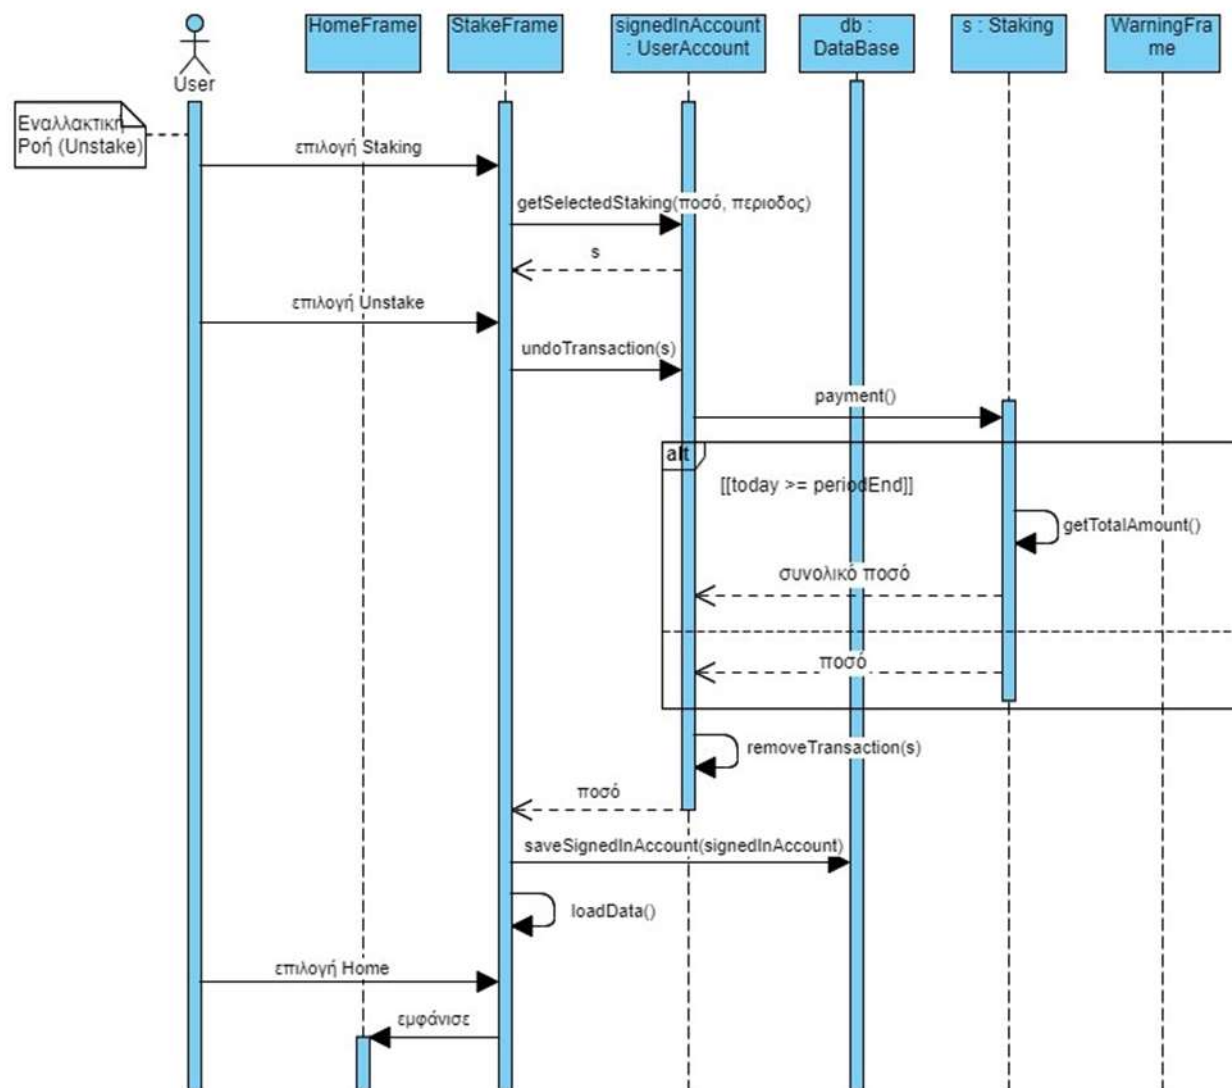 HomeFrame
StakeFrame
signedInAccount
: UserAccount
db :
DataBase
s : Staking
WarningFra
me
User
Εναλλακτική
Ροή (Unstake)
επιλογή Staking
getSelectedStaking(ποσό, περιοδος)
s
επιλογή Unstake
undoTransaction(s)
payment()
alt
[[today >= periodEnd]]
getTotalAmount()
συνολικό ποσό
ποσό
removeTransaction(s)
ποσό
saveSignedInAccount(signedInAccount)
loadData()
επιλογή Home
εμφάνισε